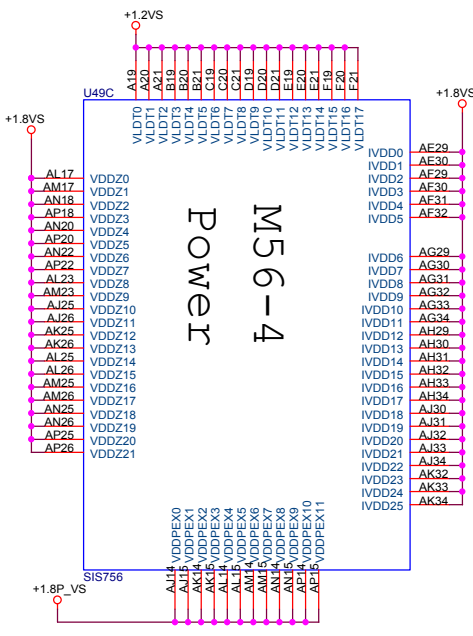 +1.2VS
A19 A20 A21 B19 B20 B21 C19 C20 C21 D19 D20 D21 E19 E20 E21 F19 F20 F21
U49C
VLDT0 VLDT1 VLDT2 VLDT3 VLDT4 VLDT5 VLDT6 VLDT7 VLDT8 VLDT9 VLDT10 VLDT11 VLDT12 VLDT13 VLDT14 VLDT15 VLDT16 VLDT17
+1.8VS
AL17 VDDZ0
AM17 VDDZ1
AN18 VDDZ2
AP18 VDDZ3
AN20 VDDZ4
AP20 VDDZ5
AN22 VDDZ6
AP22 VDDZ7
AL23 VDDZ8
AM23 VDDZ9
AJ25 VDDZ10
AJ26 VDDZ11
AK25 VDDZ12
AK26 VDDZ13
AL25 VDDZ14
AL26 VDDZ15
AM25 VDDZ16
AM26 VDDZ17
AN25 VDDZ18
AN26 VDDZ19
AP25 VDDZ20
AP26 VDDZ21
M56-4
Power
+1.8VS
IVDD0 AE29
IVDD1 AE30
IVDD2 AF29
IVDD3 AF30
IVDD4 AF31
IVDD5 AF32
IVDD6 AG29
IVDD7 AG30
IVDD8 AG31
IVDD9 AG32
IVDD10 AG33
IVDD11 AG34
IVDD12 AH29
IVDD13 AH30
IVDD14 AH31
IVDD15 AH32
IVDD16 AH33
IVDD17 AH34
IVDD18 AJ30
IVDD19 AJ31
IVDD20 AJ32
IVDD21 AJ33
IVDD22 AJ34
IVDD23 AK32
IVDD24 AK33
IVDD25 AK34
VDDPEX0 VDDPEX1 VDDPEX2 VDDPEX3 VDDPEX4 VDDPEX5 VDDPEX6 VDDPEX7 VDDPEX8 VDDPEX9 VDDPEX10 VDDPEX11
SIS756
AJ14 AJ15 AK14 AK15 AL14 AL15 AM14 AM15 AN14 AN15 AP14 AP15
+1.8P_VS